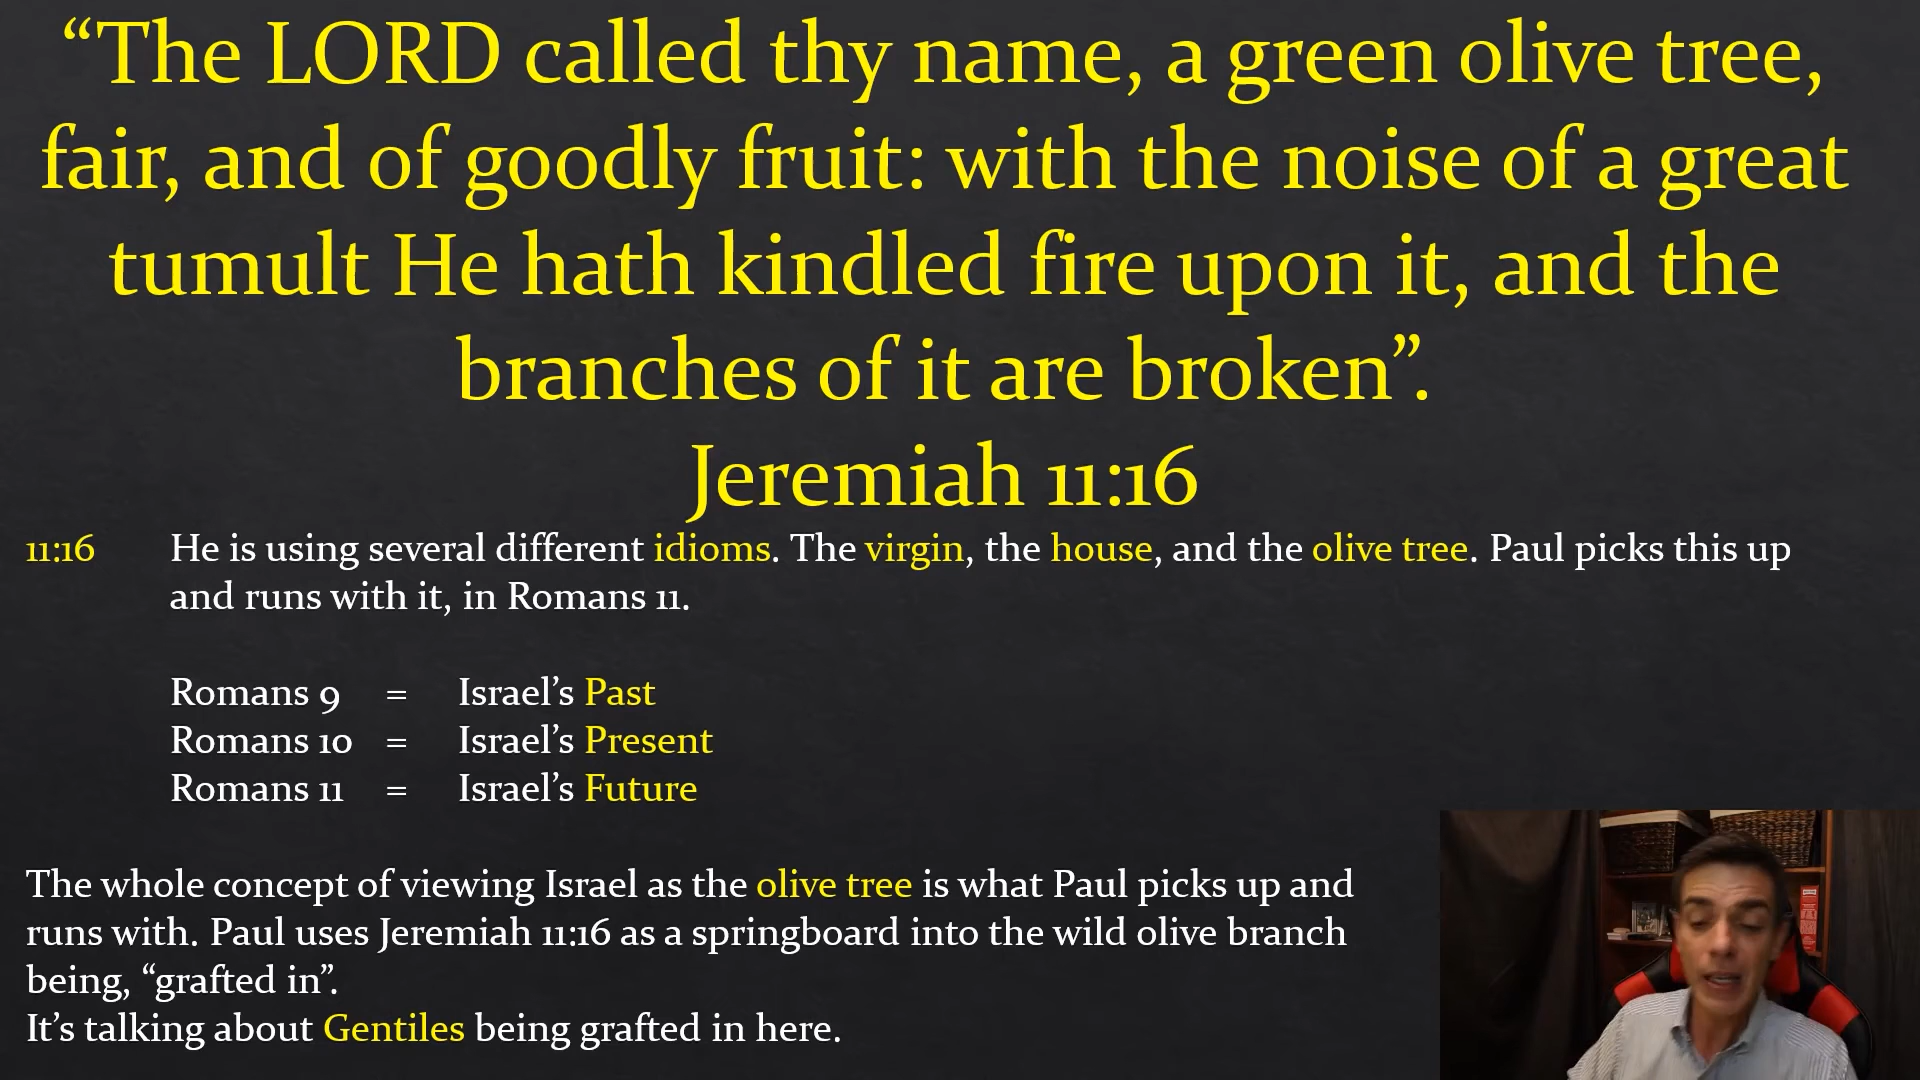 “The LORD called thy name, a green olive tree,
fair, and of goodly fruit: with the noise of a great
tumult He hath kindled fire upon it, and the
branches of it are broken”.
Jeremiah 11:16
11:16 He is using several different idioms. The virgin, the house, and the olive tree. Paul picks this up
and runs with it, in Romans 11.
Romans 9 = Israel’s Past
Romans 10 = Israel’s Present
Romans 11 = Israel’s Future
The whole concept of viewing Israel as the olive tree is what Paul picks up and
runs with. Paul uses Jeremiah 11:16 as a springboard into the wild olive branch
being, “grafted in”.
It’s talking about Gentiles being grafted in here.